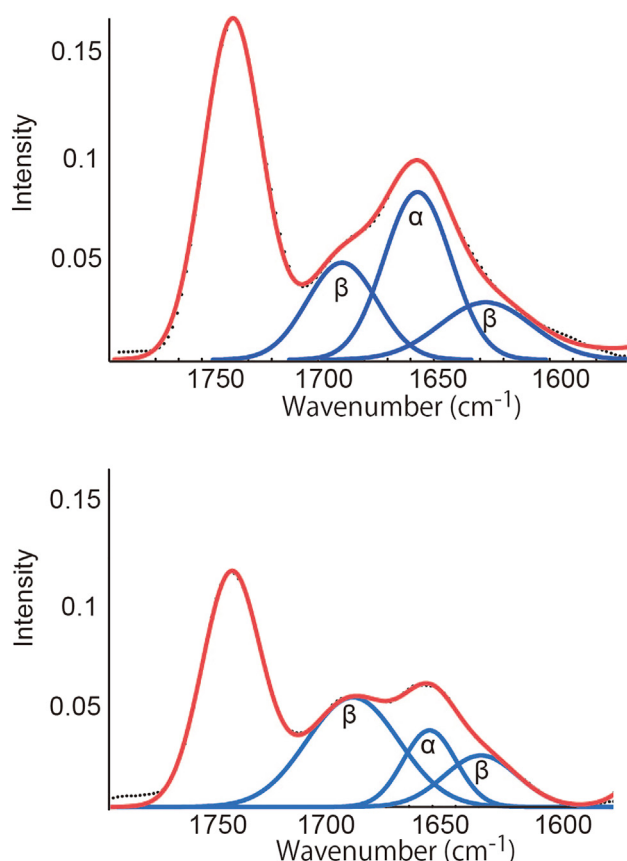 0.15
Intensity
0.1
α
0.05
β
β
1750
1700
1650
1600
Wavenumber (cm⁻¹)
0.15
Intensity
0.1
0.05
β
α
β
1750
1700
1650
1600
Wavenumber (cm⁻¹)